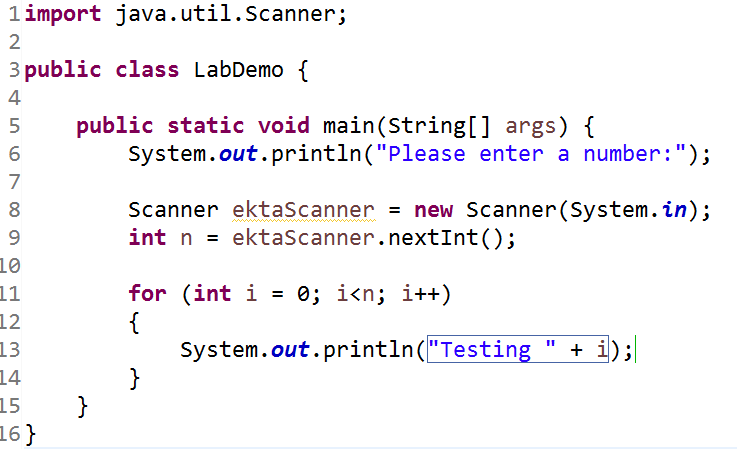 1 import java.util.Scanner;
2
3 public class LabDemo {
4
5     public static void main(String[] args) {
6         System.out.println("Please enter a number:");
7
8         Scanner ektaScanner = new Scanner(System.in);
9         int n = ektaScanner.nextInt();
10
11         for (int i = 0; i<n; i++)
12         {
13             System.out.println("Testing " + i);
14         }
15     }
16 }